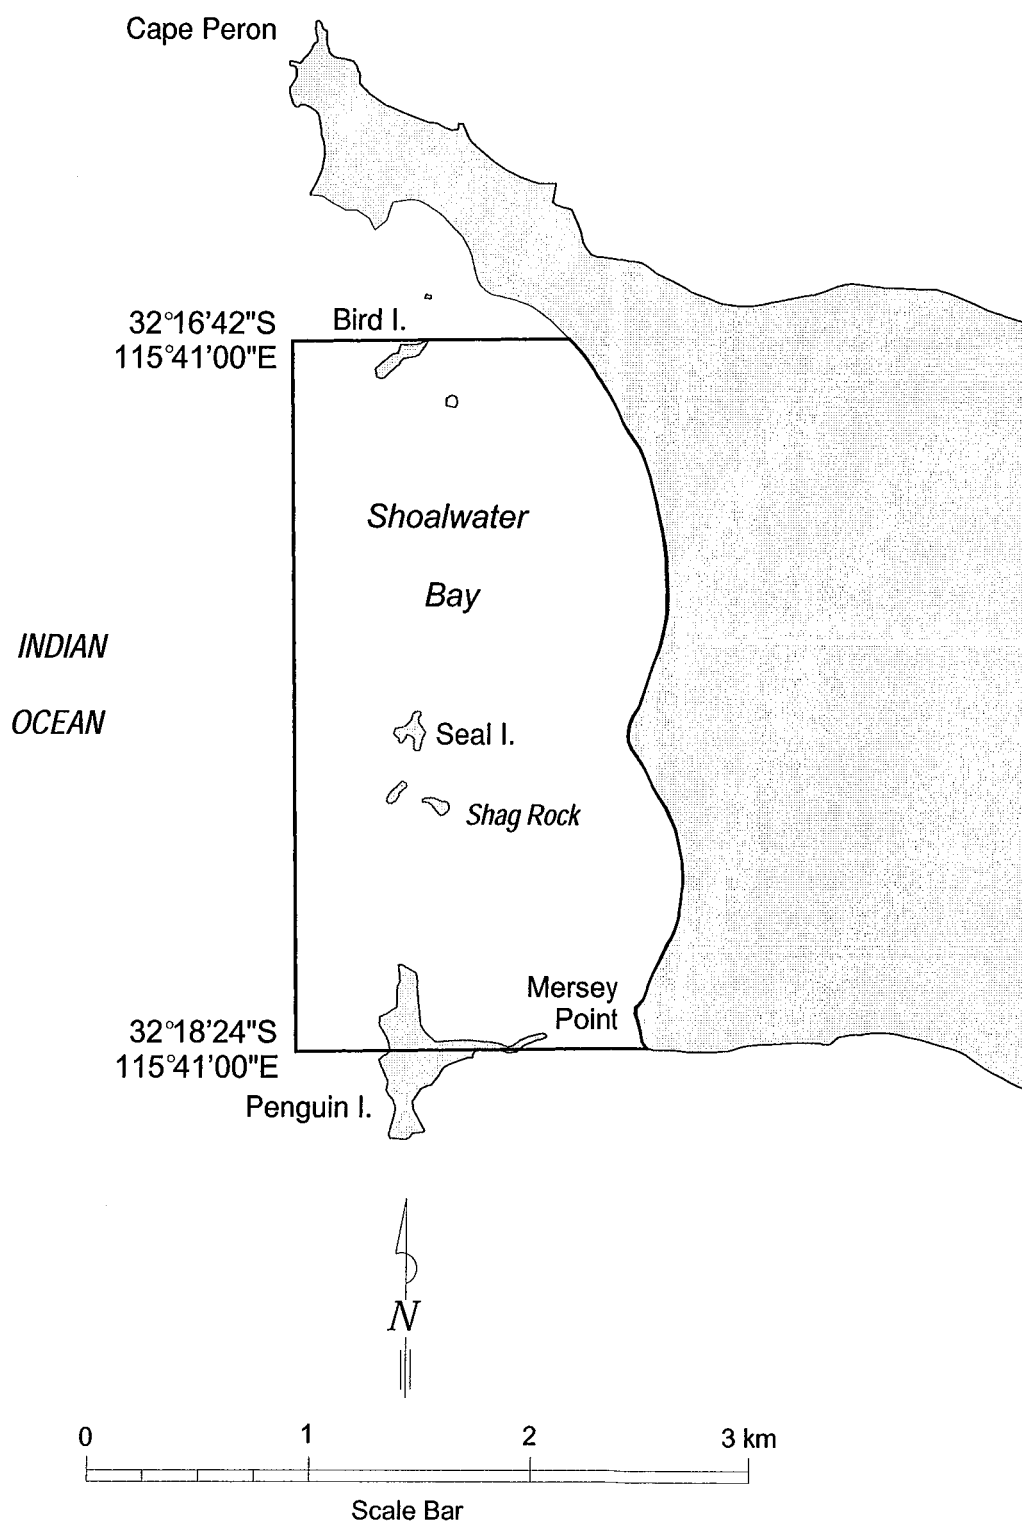 Cape Peron
32°16'42"S
115°41'00"E
Bird I.
Shoalwater
Bay
INDIAN
OCEAN
Seal I.
Shag Rock
Mersey
Point
32°18'24"S
115°41'00"E
Penguin I.
N
0 1 2 3 km
Scale Bar